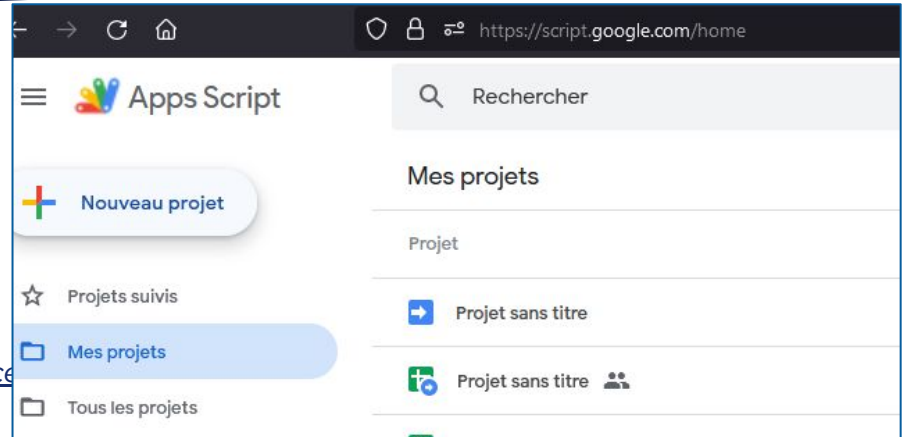 https://script.google.com/home
Apps Script
Rechercher
Nouveau projet
Mes projets
Projet
Projets suivis
Projet sans titre
Mes projets
Projet sans titre
Tous les projets